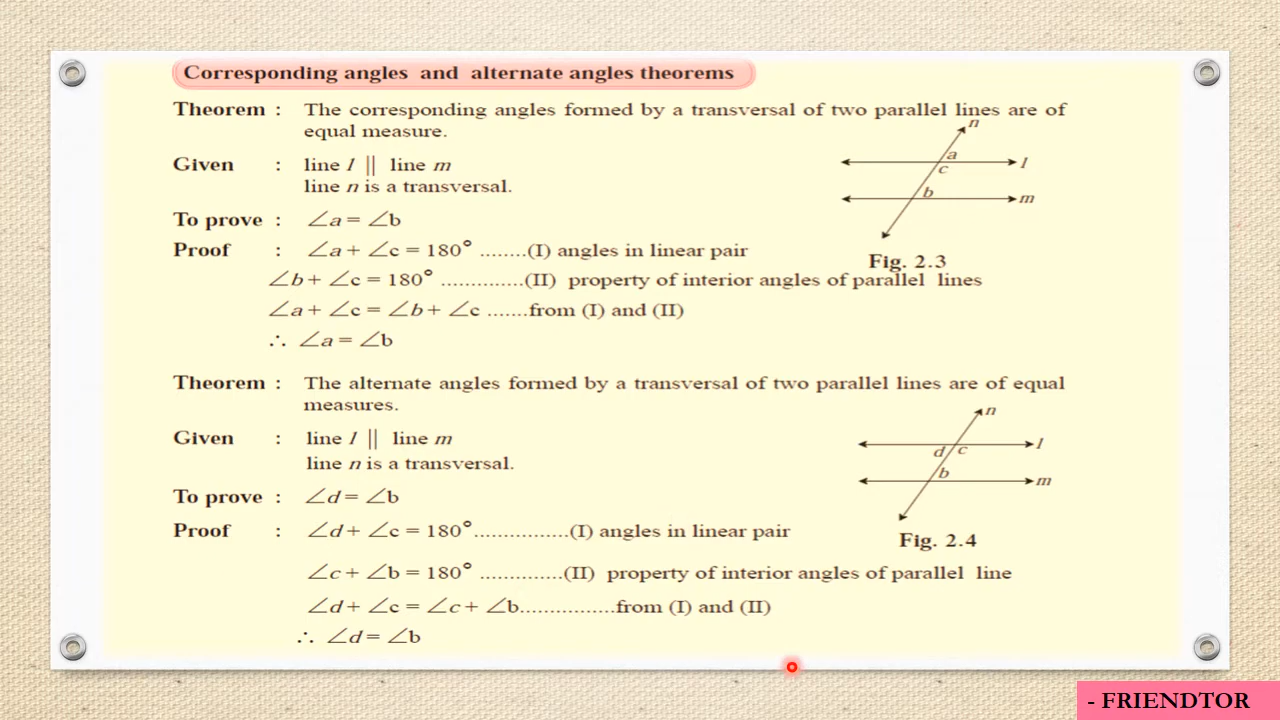 Corresponding angles and alternate angles theorems
Theorem : The corresponding angles formed by a transversal of two parallel lines are of
equal measure.
Given : line l || line m
line n is a transversal.
To prove : ∠a = ∠b
Proof : ∠a + ∠c = 180° ........(I) angles in linear pair
∠b + ∠c = 180° ..............(II) property of interior angles of parallel lines
∠a + ∠c = ∠b + ∠c .......from (I) and (II)
∴ ∠a = ∠b
n
a
l
c
b
m
Fig. 2.3
Theorem : The alternate angles formed by a transversal of two parallel lines are of equal
measures.
Given : line l || line m
line n is a transversal.
To prove : ∠d = ∠b
Proof : ∠d + ∠c = 180°................(I) angles in linear pair
∠c + ∠b = 180° ..............(II) property of interior angles of parallel line
∠d + ∠c = ∠c + ∠b................from (I) and (II)
∴ ∠d = ∠b
n
l
d c
b
m
Fig. 2.4
- FRIENDTOR